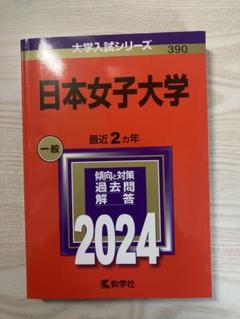 大学入試シリーズ
390
日本女子大学
最近2カ年
一般
傾向と対策
過去問
解答
2024
教学社